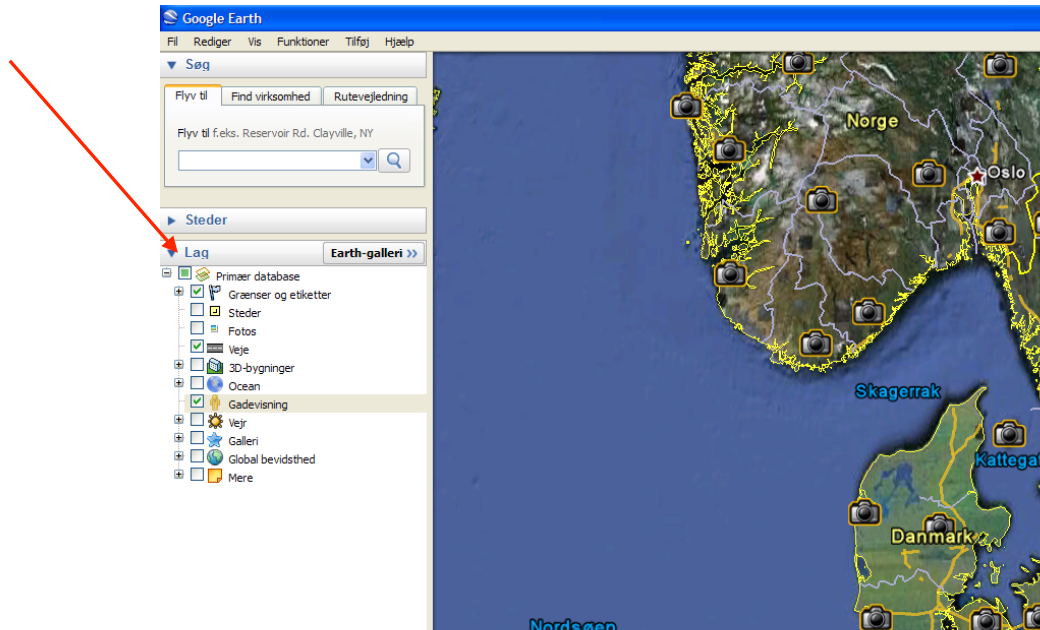 Google Earth
Fil Rediger Vis Funktioner Tilføj Hjælp
Søg
Flyv til Find virksomhed Rutevejledning
Flyv til f.eks. Reservoir Rd. Clayville, NY
Steder
Lag Earth-galleri >>
Primær database
Grænser og etiketter
Steder
Fotos
Veje
3D-bygninger
Ocean
Gadevisning
Vejr
Galleri
Global bevidsthed
Mere
Norge
Oslo
Skagerrak
Kattega
Danmark
Nordsøen